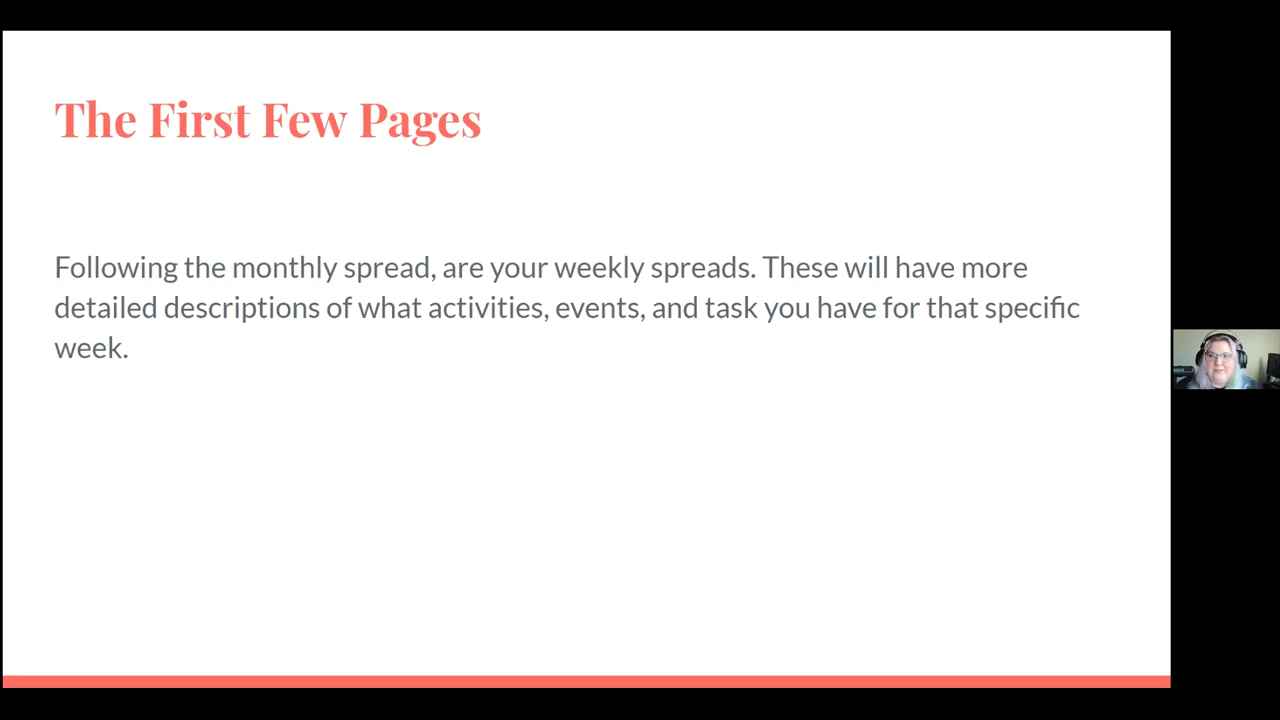 The First Few Pages
Following the monthly spread, are your weekly spreads. These will have more
detailed descriptions of what activities, events, and task you have for that specific
week.